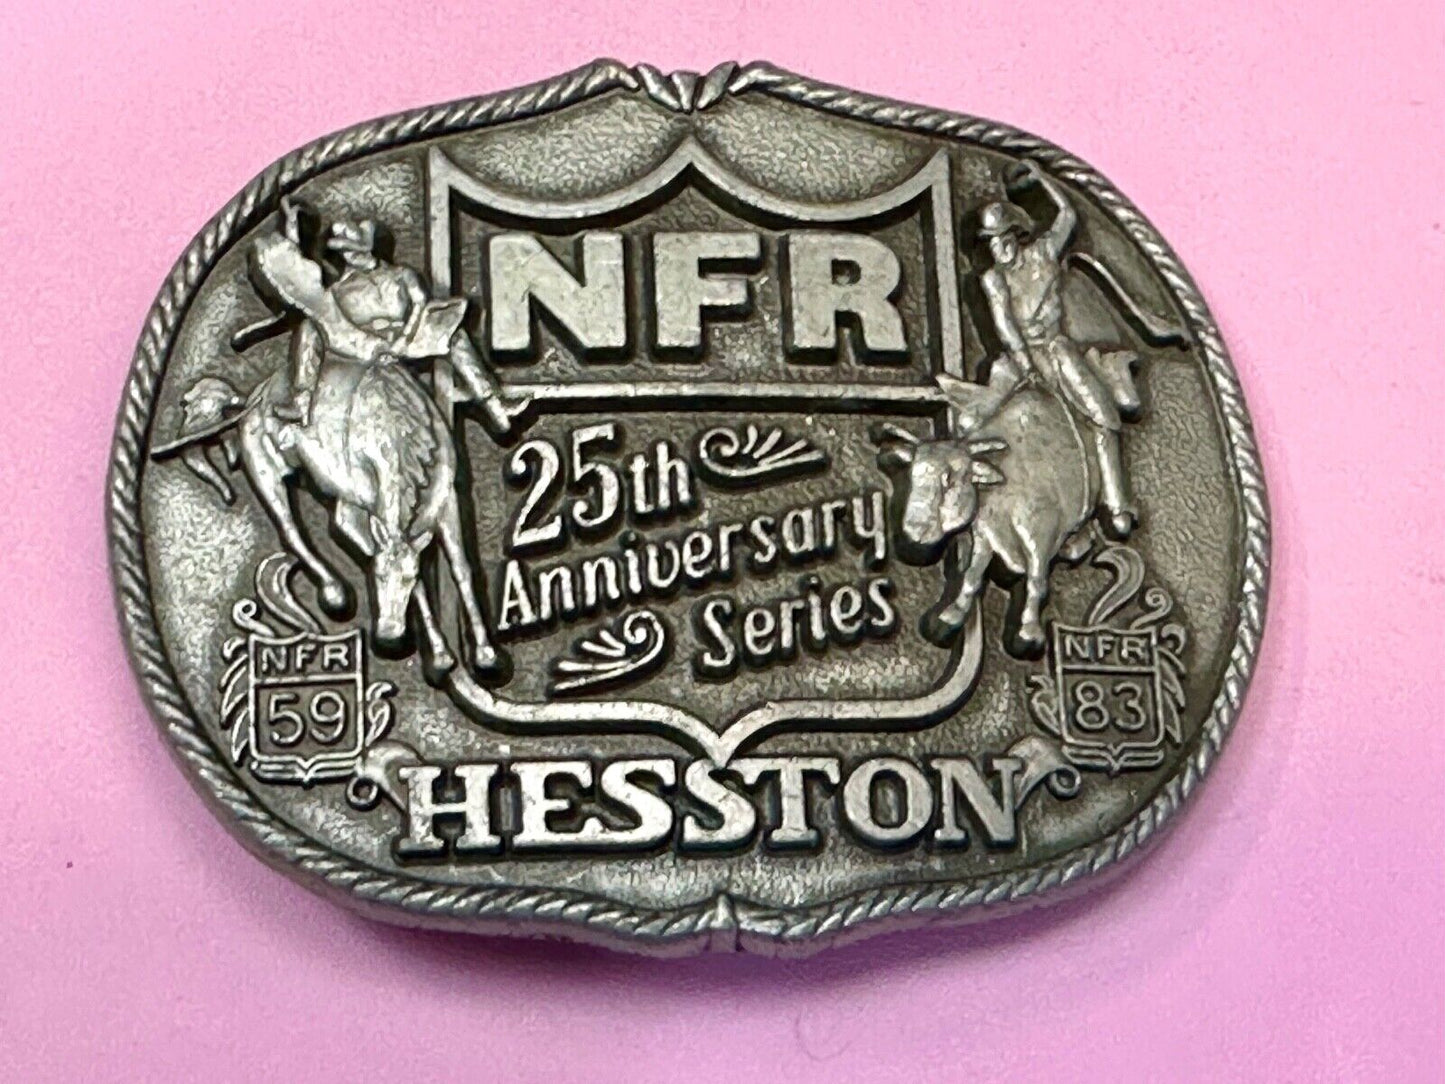 NFR
25th
Anniversary
Series
NFR
59
NFR
83
HESSTON